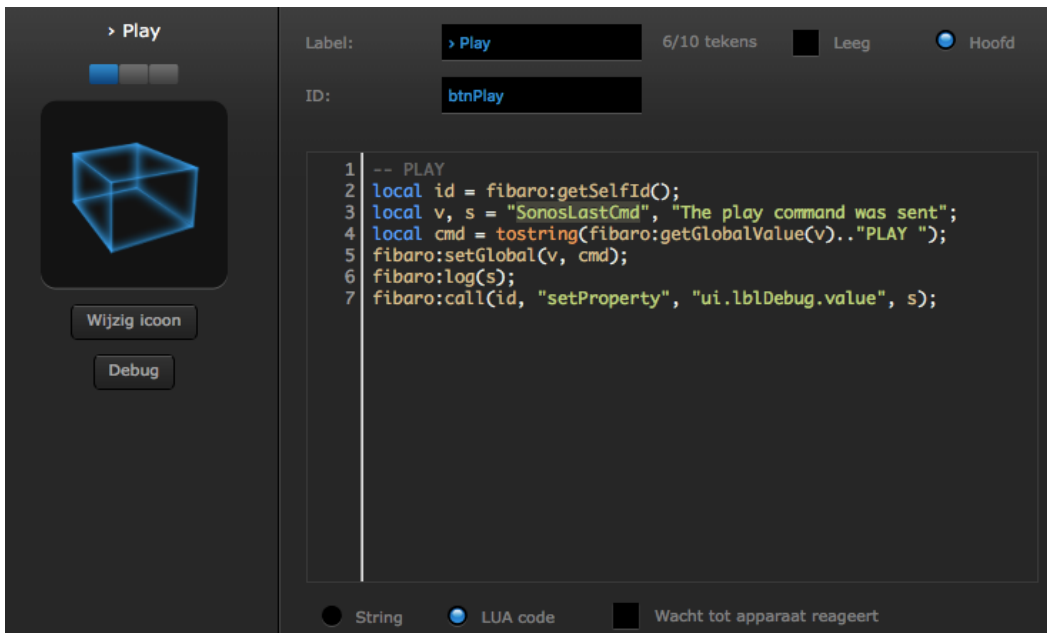 › Play
Wijzig icoon
Debug
Label:
› Play
6/10 tekens
Leeg
Hoofd
ID:
btnPlay
1 -- PLAY
2 local id = fibaro:getSelfId();
3 local v, s = "SonosLastCmd", "The play command was sent";
4 local cmd = tostring(fibaro:getGlobalValue(v).."PLAY ");
5 fibaro:setGlobal(v, cmd);
6 fibaro:log(s);
7 fibaro:call(id, "setProperty", "ui.lblDebug.value", s);
String
LUA code
Wacht tot apparaat reageert